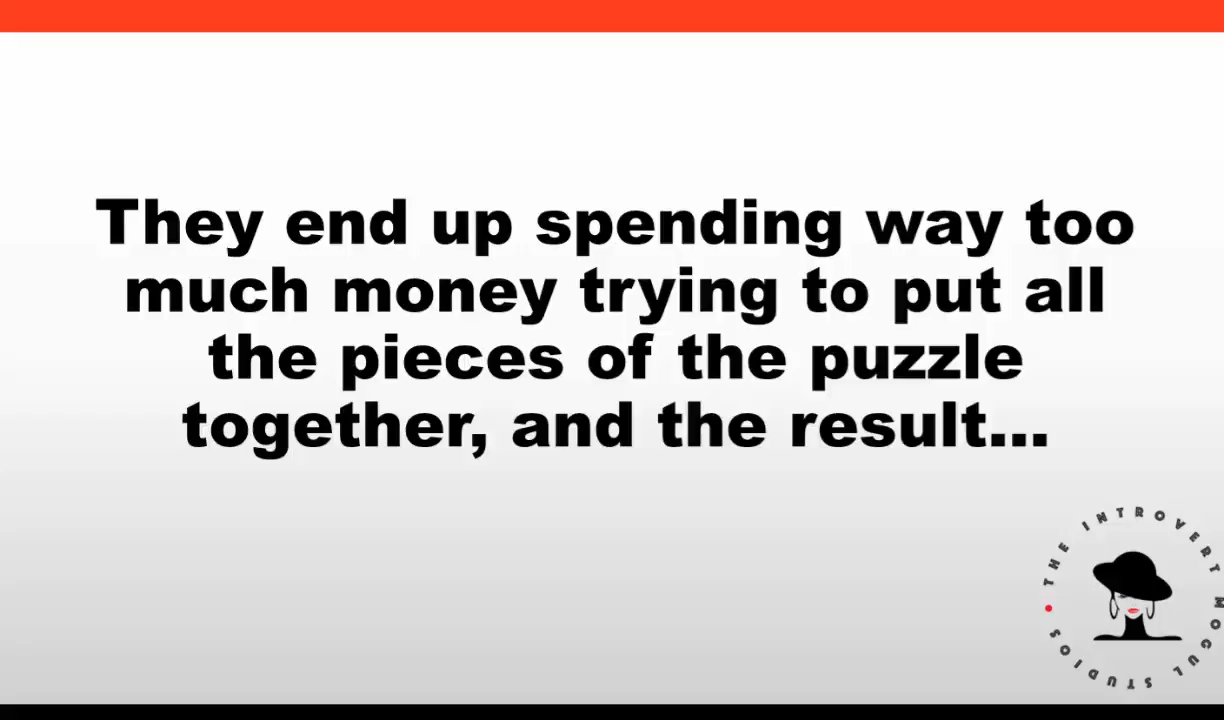 They end up spending way too
much money trying to put all
the pieces of the puzzle
together, and the result...
THE INTROVERT MOGUL STUDIOS